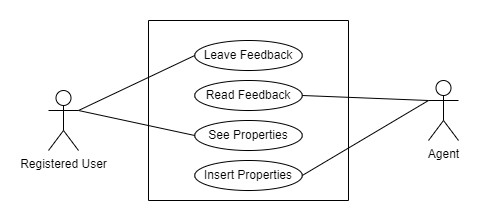 Leave Feedback
Read Feedback
See Properties
Insert Properties
Registered User
Agent